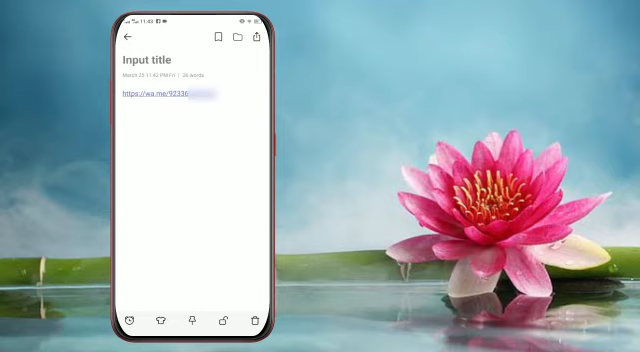 11:43
Input title
March 25 11:42 PM Fri | 26 words
https://wa.me/92336